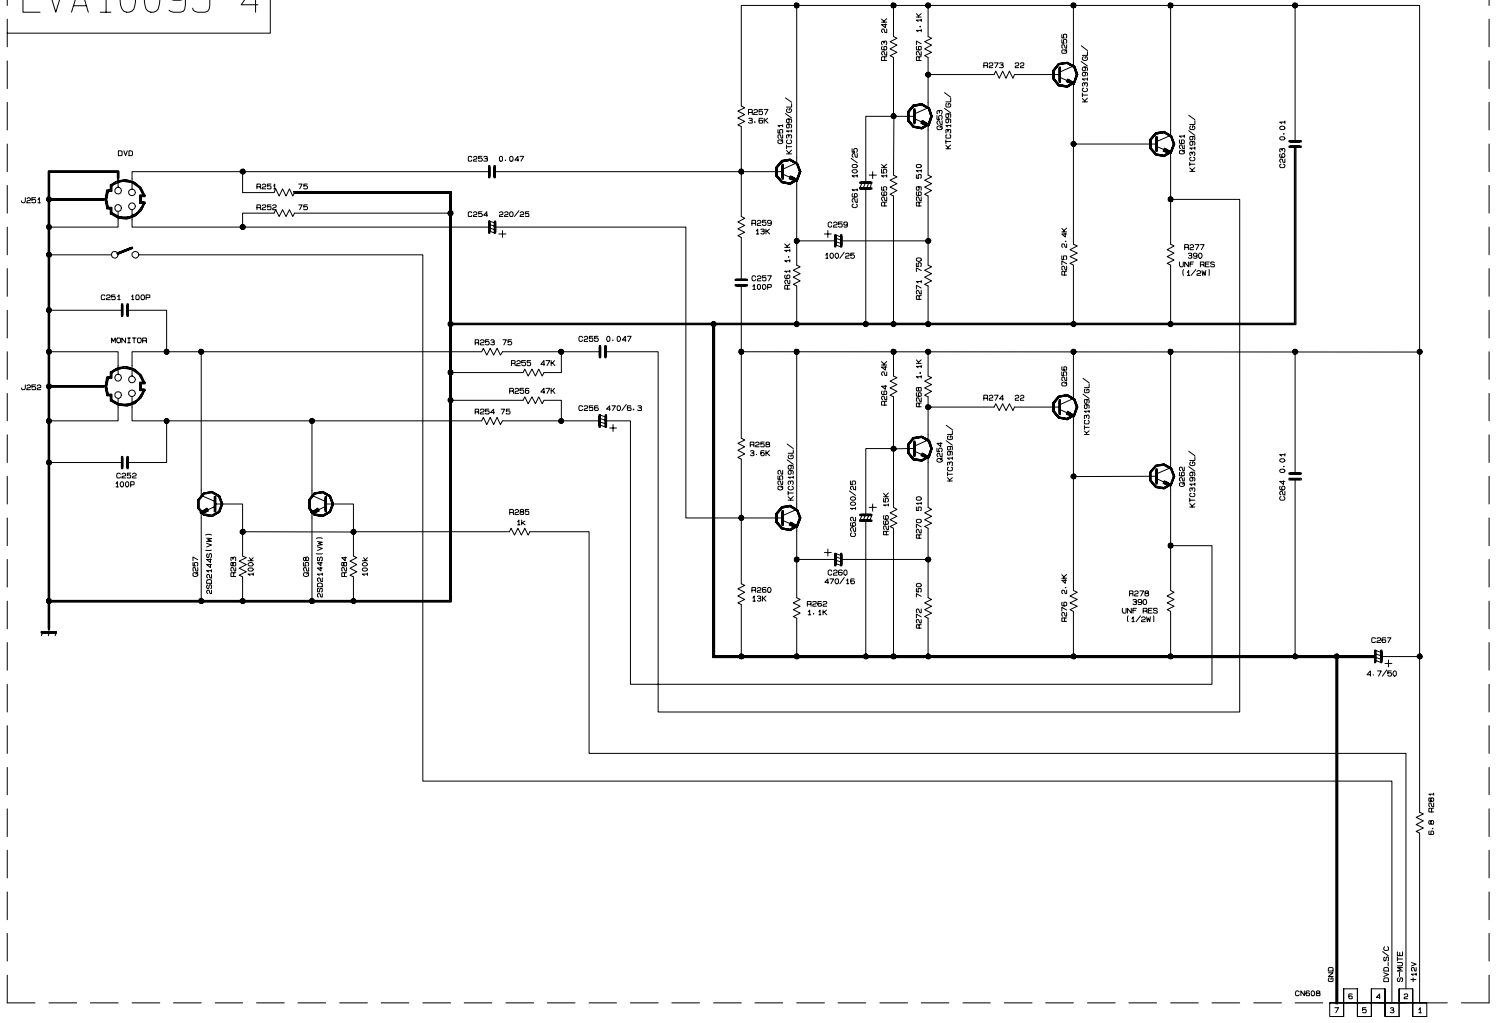 LVA10095 4
R263 24K
R267 1.1K
Q255
KTC3199/GL/
R273 22
R257
3.6K
Q251
KTC3199/GL/
Q253
KTC3199/GL/
Q261
KTC3199/GL/
C263 0.01
DVD
C253 0.047
C261 100/25
+
R265 15K
R269 510
J251
R251 75
R252 75
C254 220/25
+
R259
13K
C259
+
100/25
R261 1.1K
R271 750
R275 2.4K
R277
390
UNF RES
(1/2W)
C257
100P
C251 100P
MONITOR
R253 75
C255 0.047
R255 47K
J252
R256 47K
C256 470/6.3
+
R254 75
R264 24K
R268 1.1K
R274 22
Q256
KTC3199/GL/
R258
3.6K
Q252
KTC3199/GL/
Q254
KTC3199/GL/
Q262
KTC3199/GL/
C264 0.01
C252
100P
C262 100/25
+
R266 15K
R270 510
R285
1k
Q257
2SD2144S(VW)
R283
100k
Q258
2SD2144S(VW)
R284
100k
C260
+
470/16
R260
13K
R262
1.1K
R272 750
R276 2.4K
R278
390
UNF RES
(1/2W)
C267
+
4.7/50
6.8 R281
GND
DVD_S/C
S-MUTE
+12V
CN608
6 4 2
7 5 3 1